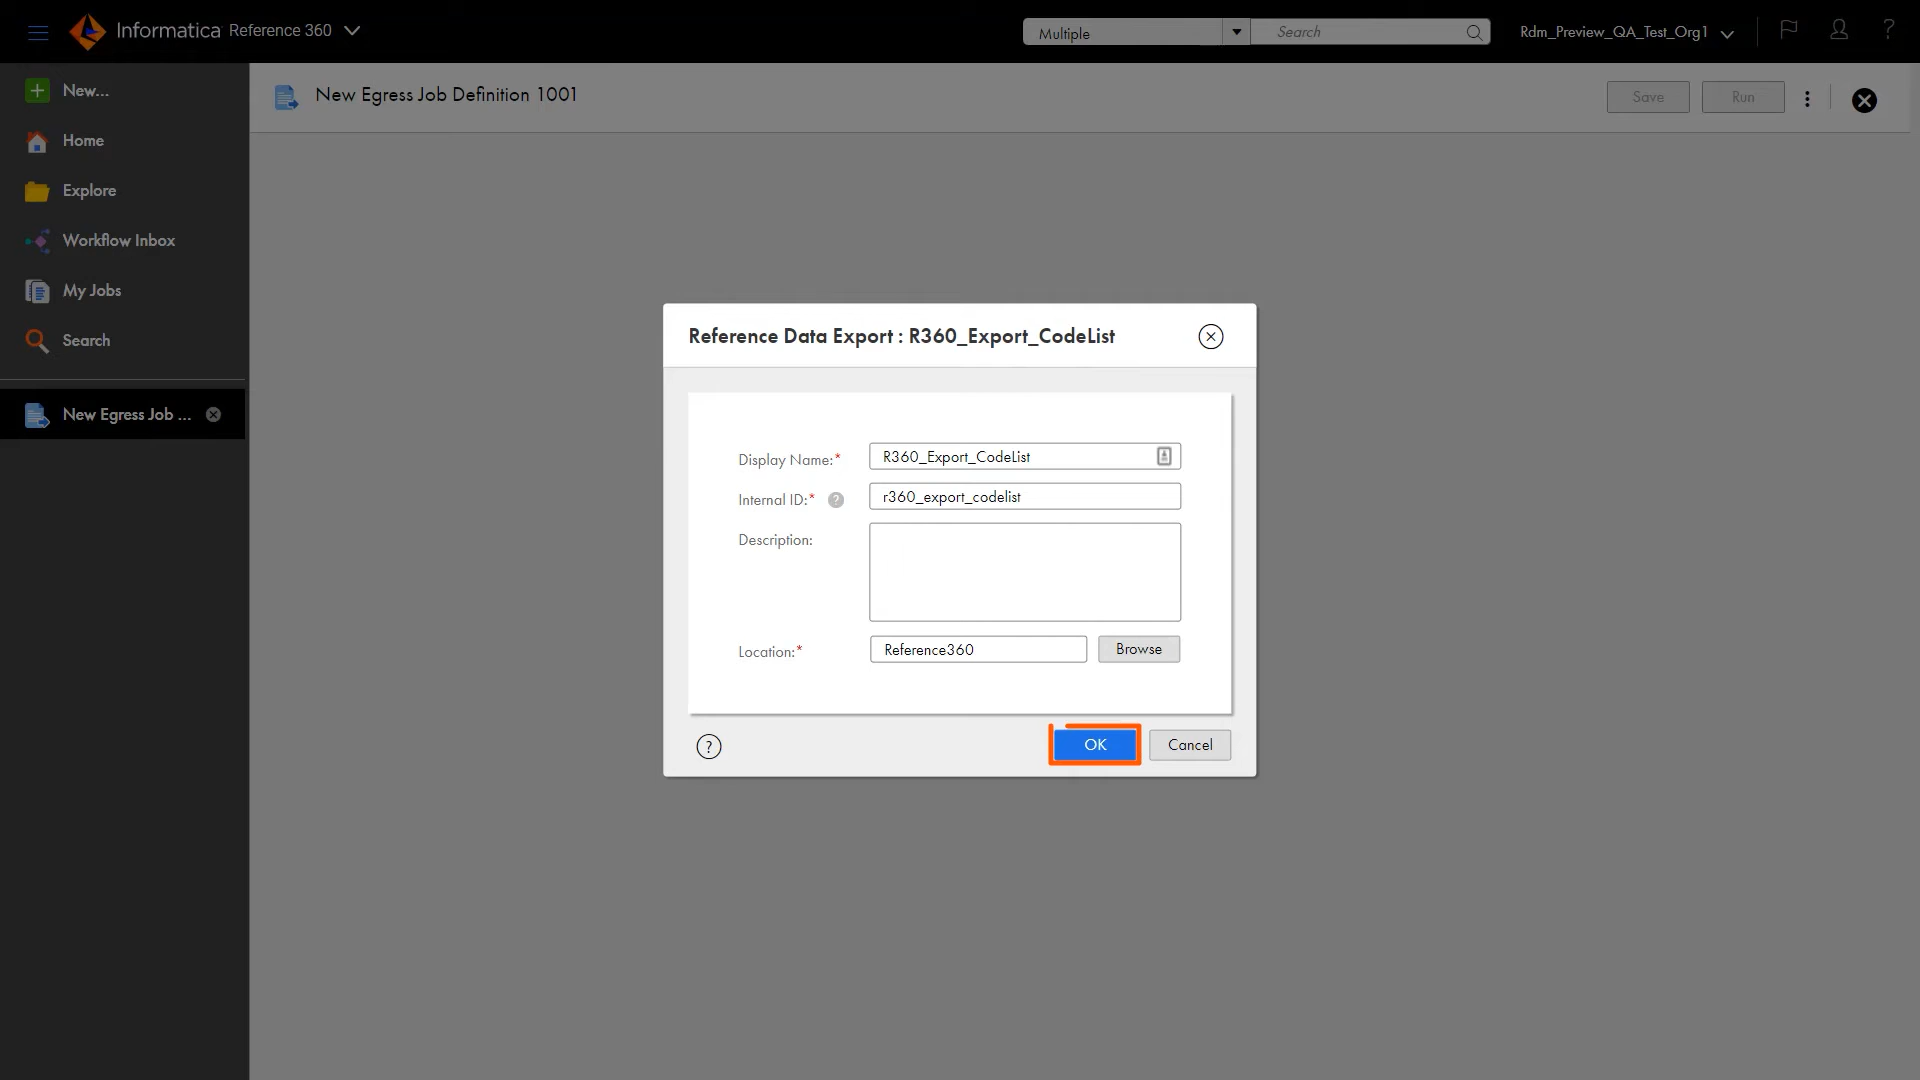 Informatica Reference 360
Multiple
Search
Rdm_Preview_QA_Test_Org1
?
New...
Home
Explore
Workflow Inbox
My Jobs
Search
New Egress Job ...
New Egress Job Definition 1001
Save
Run
Reference Data Export : R360_Export_CodeList
Display Name:* R360_Export_CodeList
Internal ID:* ? r360_export_codelist
Description:
Location:* Reference360 Browse
? OK Cancel